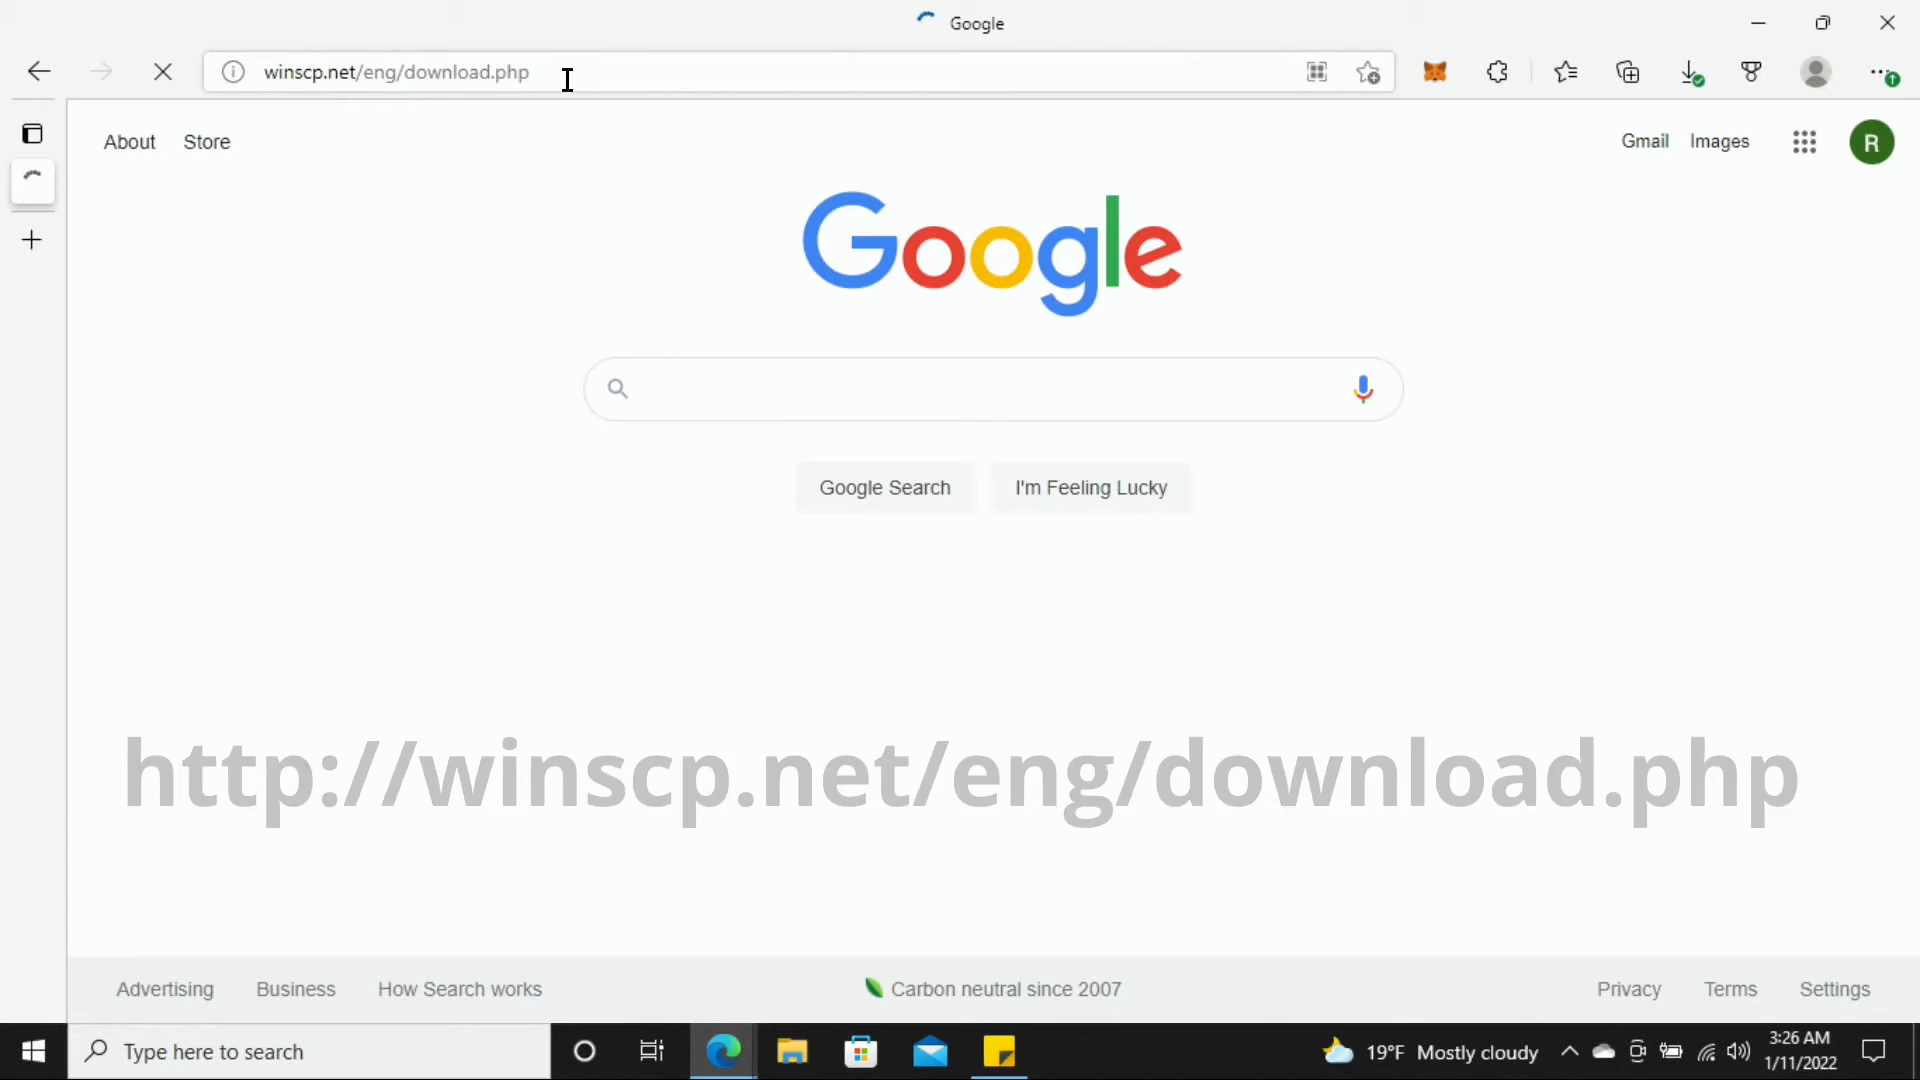 Google
winscp.net/eng/download.php
About Store
Gmail Images
R
Google
Google Search I'm Feeling Lucky
http://winscp.net/eng/download.php
Advertising Business How Search works
Carbon neutral since 2007
Privacy Terms Settings
Type here to search
19°F Mostly cloudy
3:26 AM
1/11/2022